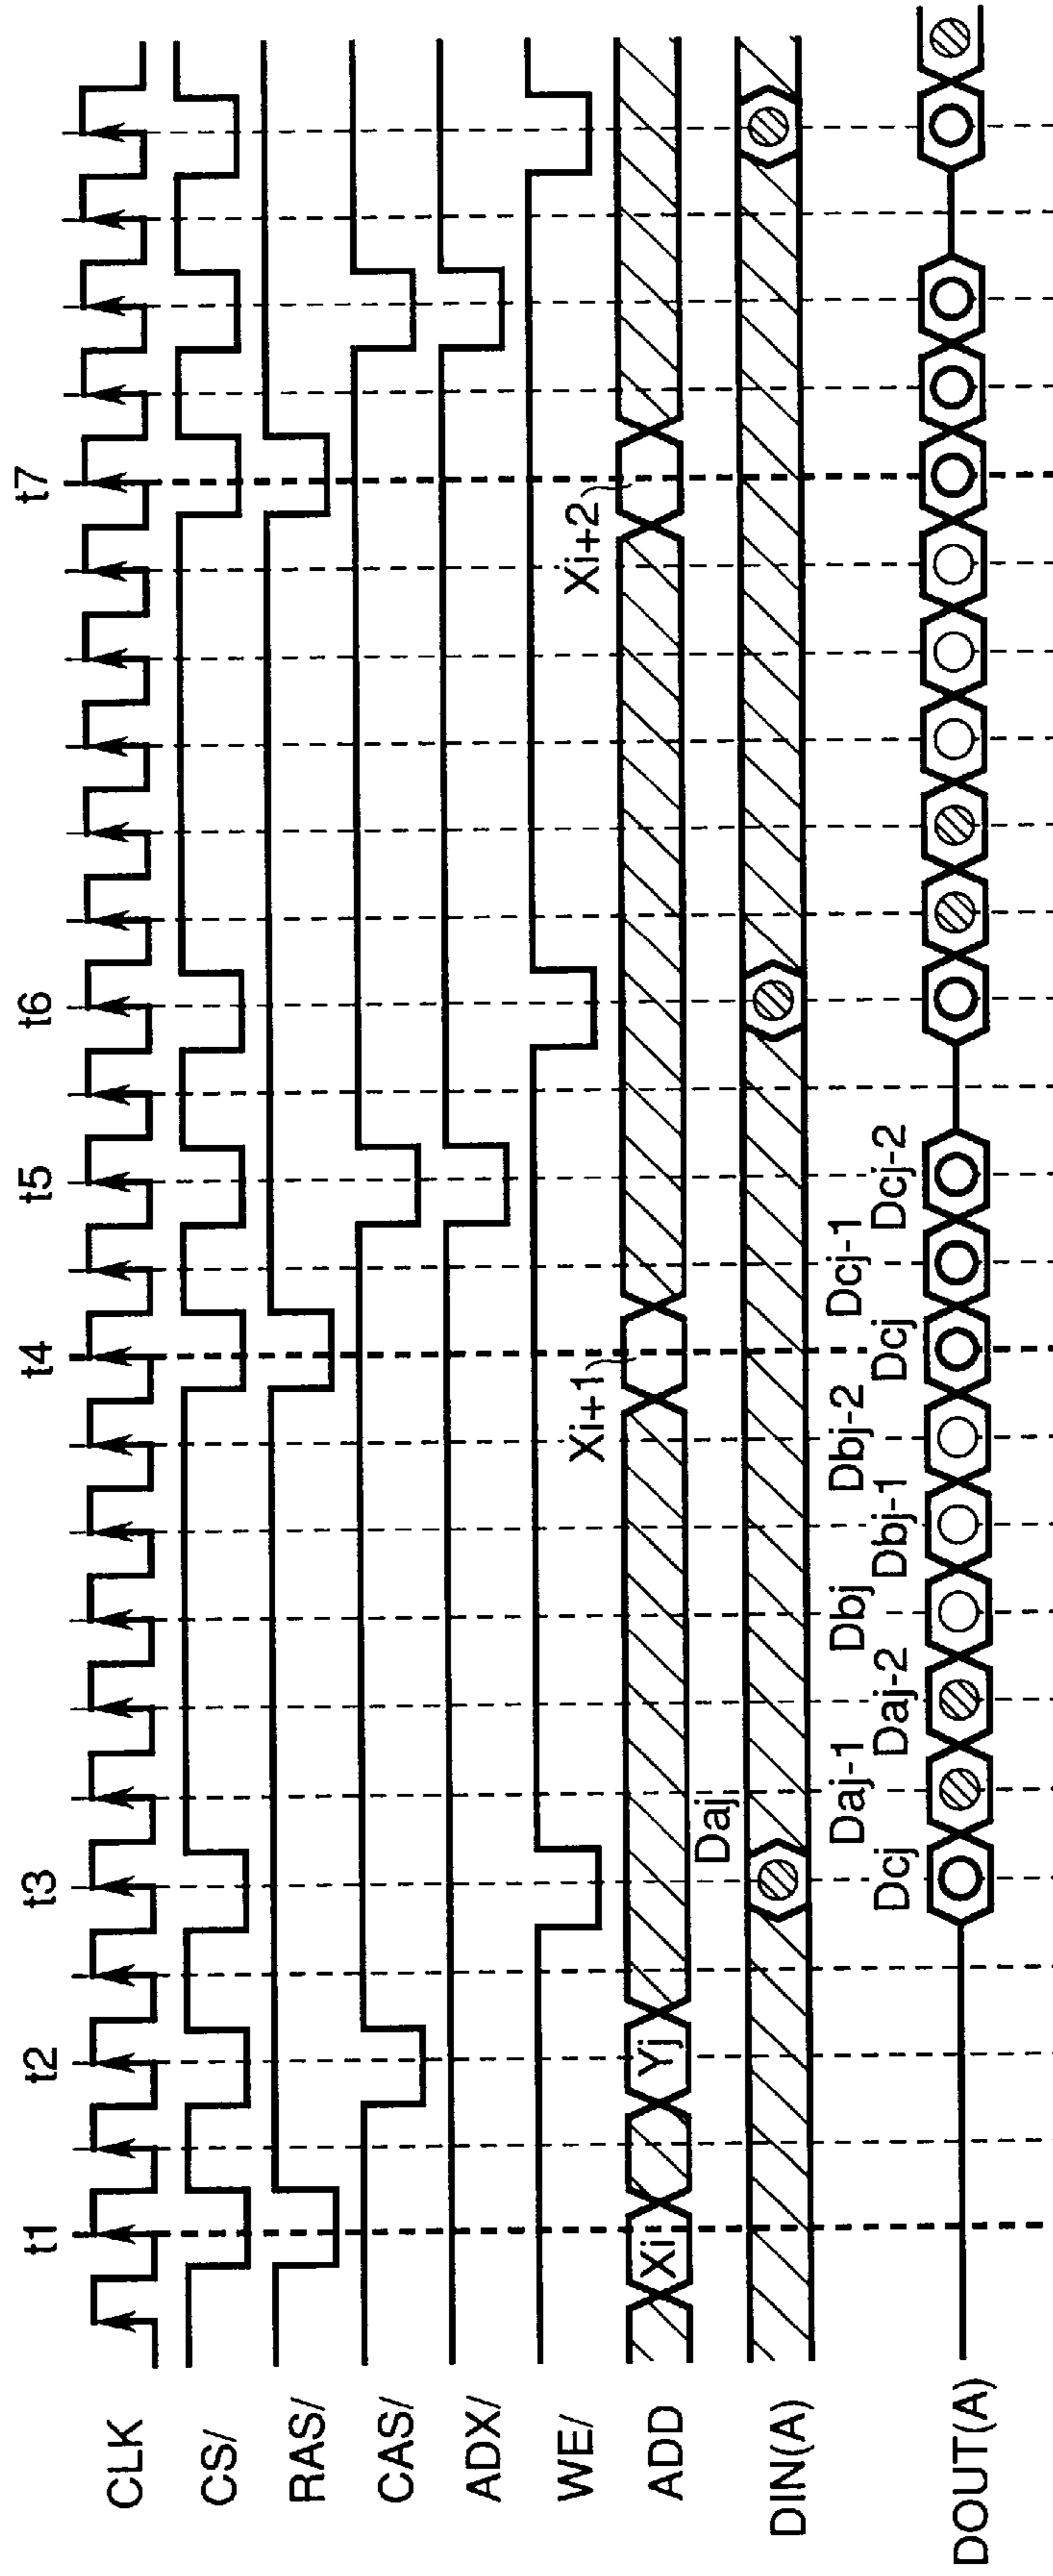 t1 t2 t3 t4 t5 t6 t7
CLK
CS/
RAS/
CAS/
ADX/
WE/
ADD Xi Yj Xi+1 Xi+2
DIN(A) Daj
DOUT(A) Dcj Daj-1 Daj-2 Dbj Dbj-1 Dbj-2 Dcj Dcj-1 Dcj-2